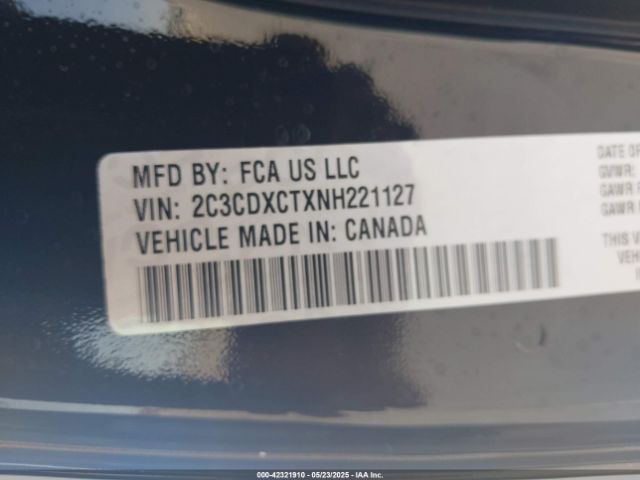 MFD BY: FCA US LLC
VIN: 2C3CDXCTXNH221127
VEHICLE MADE IN: CANADA
DATE OF
GVWR:
GAWR
GAWR
THIS
VEH
000-42321910 - 05/23/2025 - IAA Inc.